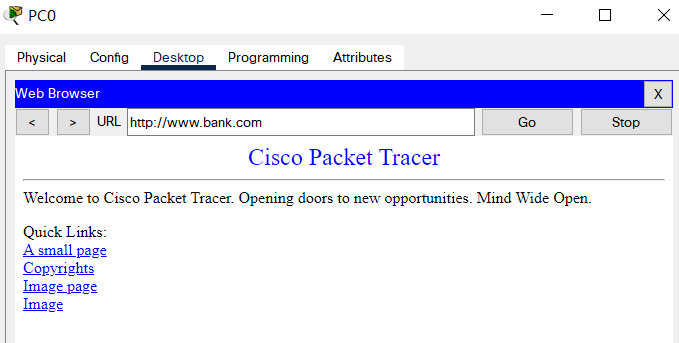 PC0
Physical Config Desktop Programming Attributes
Web Browser X
< > URL http://www.bank.com Go Stop
Cisco Packet Tracer
Welcome to Cisco Packet Tracer. Opening doors to new opportunities. Mind Wide Open.
Quick Links:
A small page
Copyrights
Image page
Image